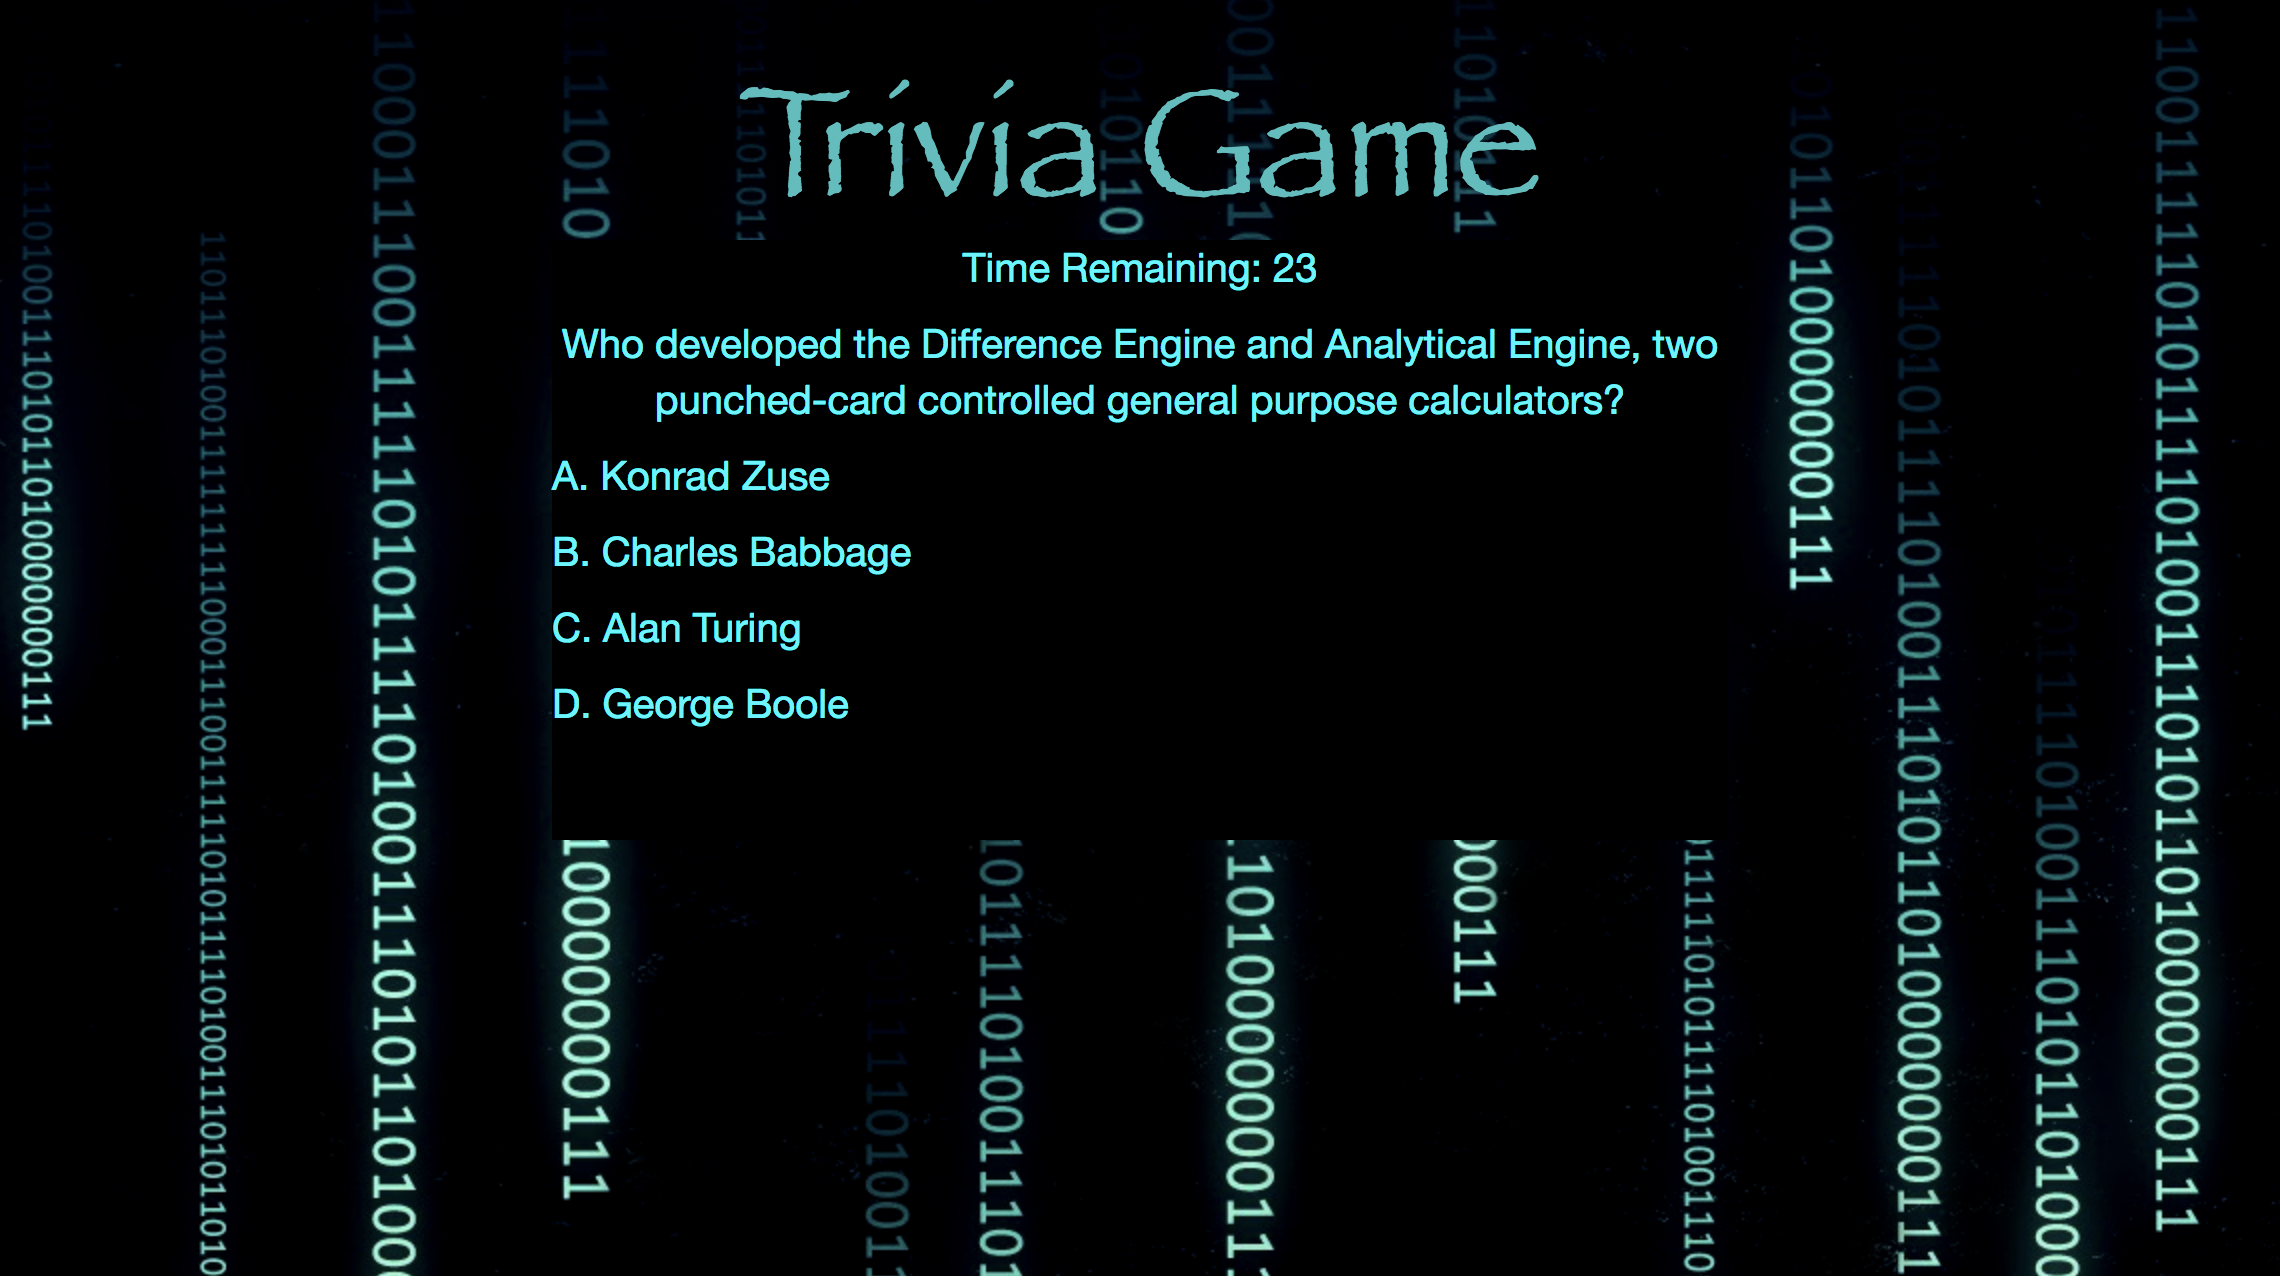 Trivia Game
Time Remaining: 23
Who developed the Difference Engine and Analytical Engine, two
punched-card controlled general purpose calculators?
A. Konrad Zuse
B. Charles Babbage
C. Alan Turing
D. George Boole